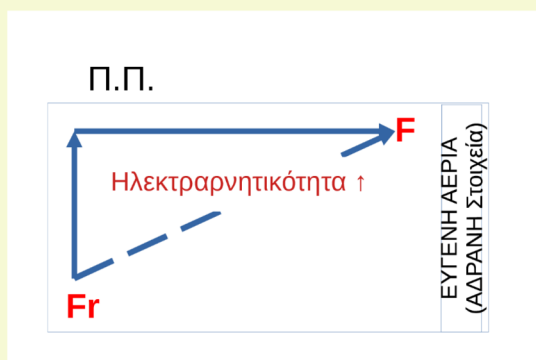 Π.Π.
F
Ηλεκτραρνητικότητα ↑
Fr
ΕΥΓΕΝΗ ΑΕΡΙΑ
(ΑΔΡΑΝΗ Στοιχεία)